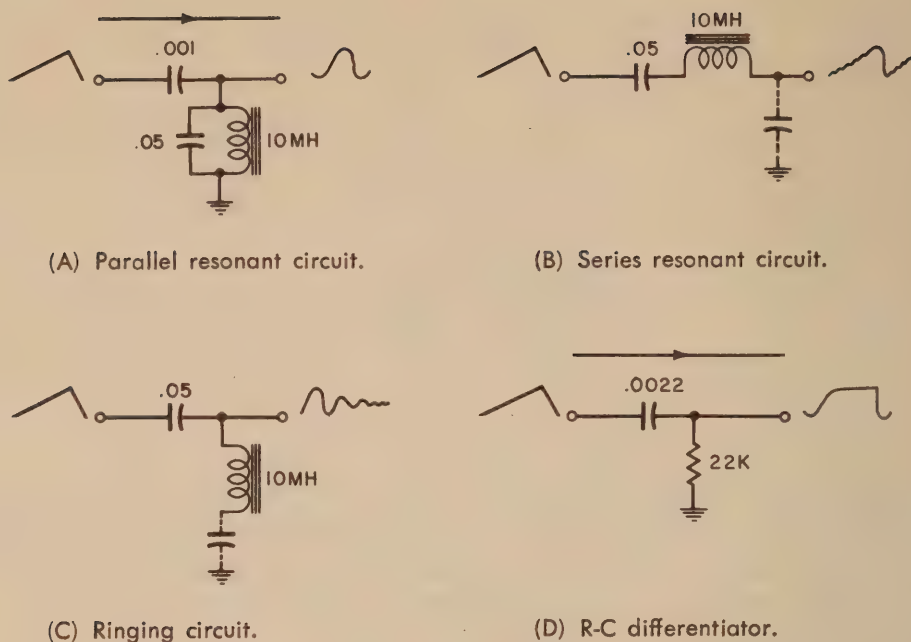 .001
.05
10MH
(A) Parallel resonant circuit.
.05
10MH
(B) Series resonant circuit.
.05
10MH
(C) Ringing circuit.
.0022
22K
(D) R-C differentiator.